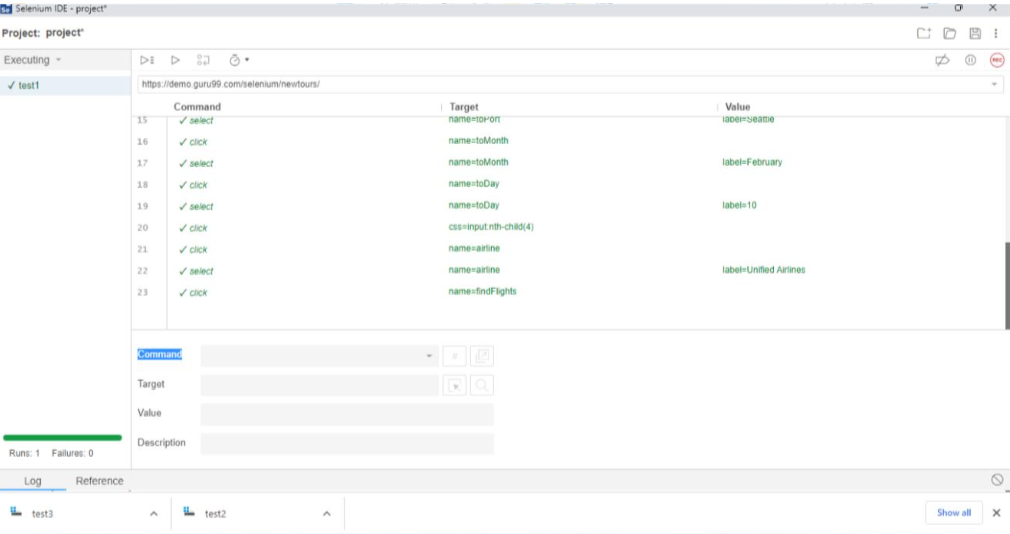 Se Selenium IDE - project*
Project: project*
Executing
REC
✓ test1
https://demo.guru99.com/selenium/newtours/
Command Target Value
15 ✓ select name=toPort label=Seattle
16 ✓ click name=toMonth
17 ✓ select name=toMonth label=February
18 ✓ click name=toDay
19 ✓ select name=toDay label=10
20 ✓ click css=input:nth-child(4)
21 ✓ click name=airline
22 ✓ select name=airline label=Unified Airlines
23 ✓ click name=findFlights
Command
//
Target
Value
Description
Runs: 1 Failures: 0
Log Reference
test3 test2 Show all